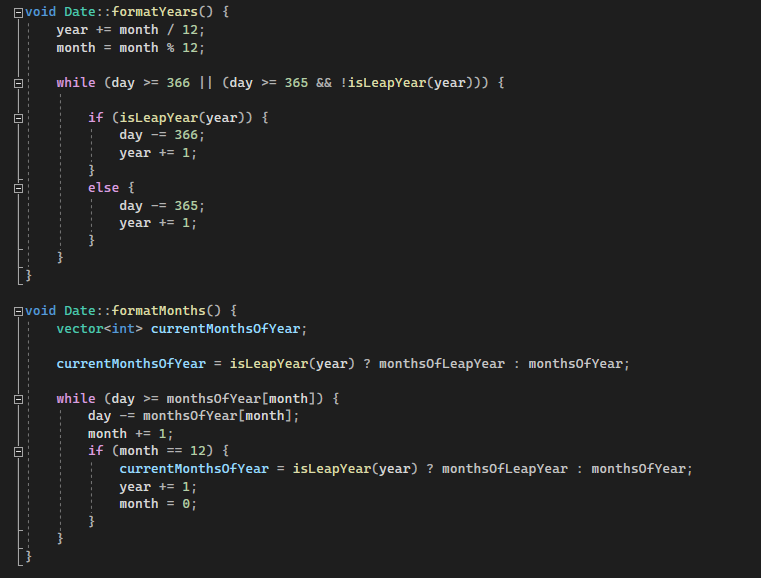 void Date::formatYears() {
    year += month / 12;
    month = month % 12;

    while (day >= 366 || (day >= 365 && !isLeapYear(year))) {

        if (isLeapYear(year)) {
            day -= 366;
            year += 1;
        }
        else {
            day -= 365;
            year += 1;
        }
    }
}

void Date::formatMonths() {
    vector<int> currentMonthsOfYear;

    currentMonthsOfYear = isLeapYear(year) ? monthsOfLeapYear : monthsOfYear;

    while (day >= monthsOfYear[month]) {
        day -= monthsOfYear[month];
        month += 1;
        if (month == 12) {
            currentMonthsOfYear = isLeapYear(year) ? monthsOfLeapYear : monthsOfYear;
            year += 1;
            month = 0;
        }
    }
}